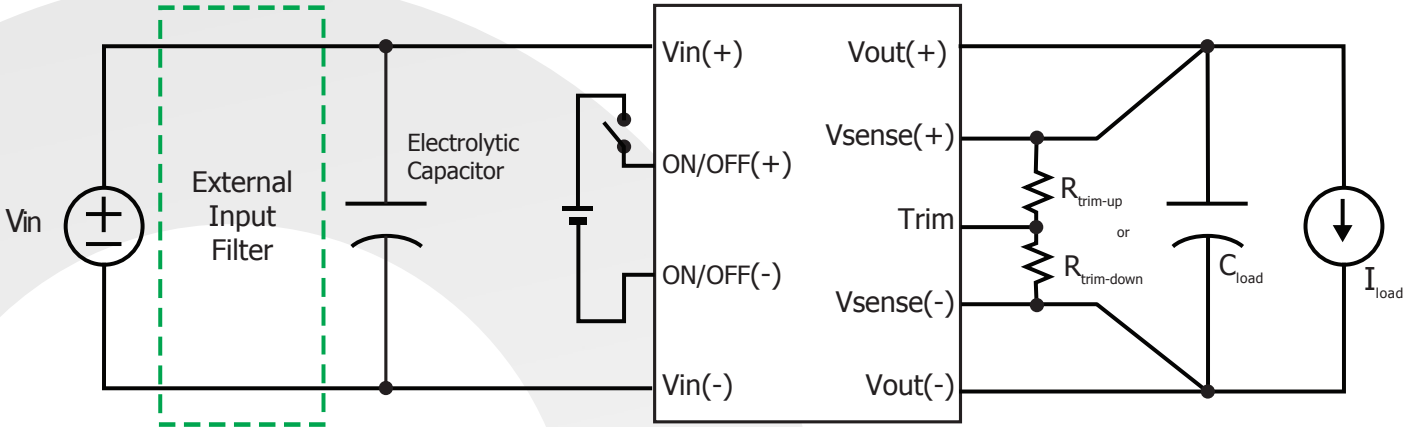 Vin
External
Input
Filter
Electrolytic
Capacitor
Vin(+)
ON/OFF(+)
ON/OFF(-)
Vin(-)
Vout(+)
Vsense(+)
Trim
Vsense(-)
Vout(-)
Rtrim-up
or
Rtrim-down
Cload
Iload